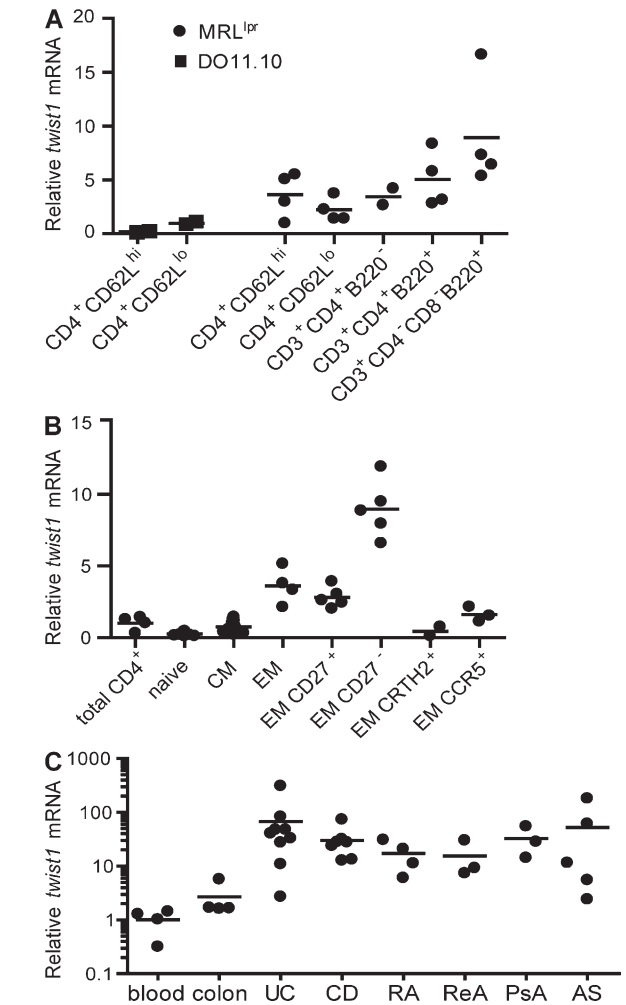 A
Relative twist1 mRNA
20
15
10
5
0
MRL^lpr
DO11.10
CD4⁺CD62L^hi
CD4⁺CD62L^lo
CD4⁺CD62L^hi
CD4⁺CD62L^lo
CD3⁺CD4⁺B220⁻
CD3⁺CD4⁺B220⁺
CD3⁺CD4⁻CD8⁻B220⁺
B
Relative twist1 mRNA
15
10
5
0
total CD4⁺
naive
CM
EM
EM CD27⁺
EM CD27⁻
EM CRTH2⁺
EM CCR5⁺
C
Relative twist1 mRNA
1000
100
10
1
0.1
blood colon UC CD RA ReA PsA AS